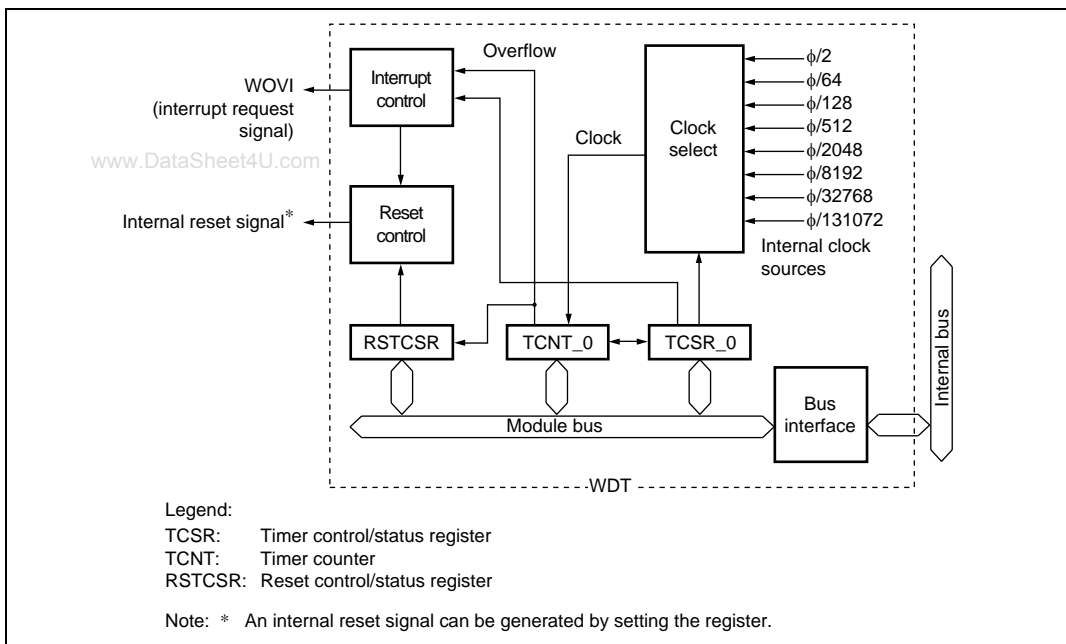 Overflow
WOVI
(interrupt request
signal)
Interrupt
control
Clock
Clock
select
ϕ/2
ϕ/64
ϕ/128
ϕ/512
ϕ/2048
ϕ/8192
ϕ/32768
ϕ/131072
Internal clock
sources
www.DataSheet4U.com
Internal reset signal*
Reset
control
RSTCSR
TCNT_0
TCSR_0
Module bus
Bus
interface
Internal bus
WDT
Legend:
TCSR: Timer control/status register
TCNT: Timer counter
RSTCSR: Reset control/status register
Note: * An internal reset signal can be generated by setting the register.